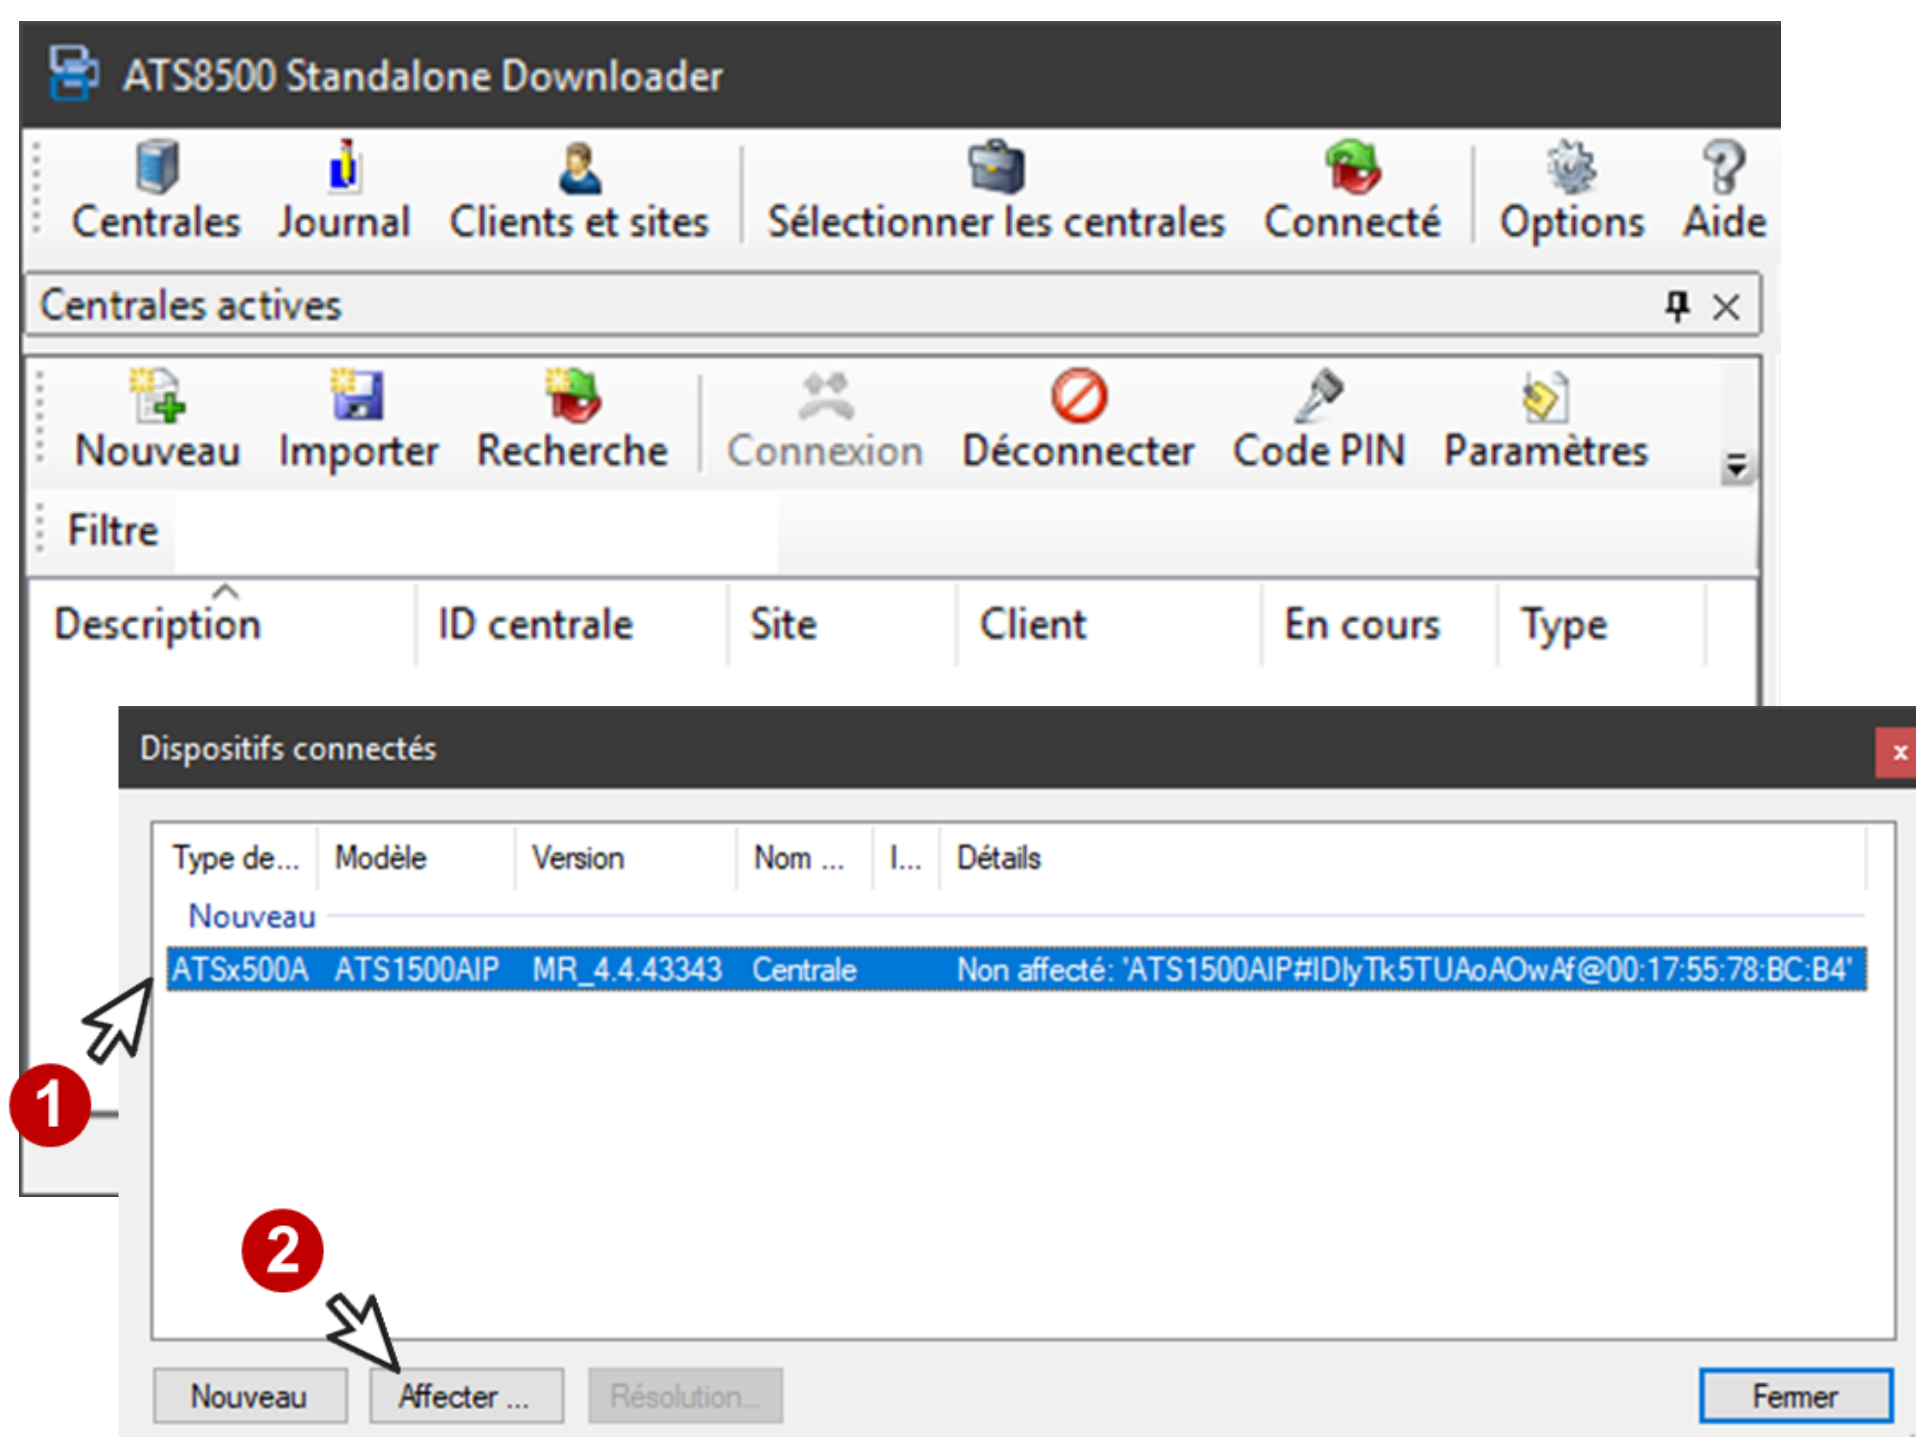 ATS8500 Standalone Downloader
Centrales Journal Clients et sites Sélectionner les centrales Connecté Options Aide
Centrales actives
Nouveau Importer Recherche Connexion Déconnecter Code PIN Paramètres
Filtre
Description ID centrale Site Client En cours Type
Dispositifs connectés
Type de... Modèle Version Nom ... I... Détails
Nouveau
ATSx500A ATS1500AIP MR_4.4.43343 Centrale Non affecté: 'ATS1500AIP#IDIyTk5TUAoAOwAf@00:17:55:78:BC:B4'
1
2
Nouveau Affecter ... Résolution... Fermer